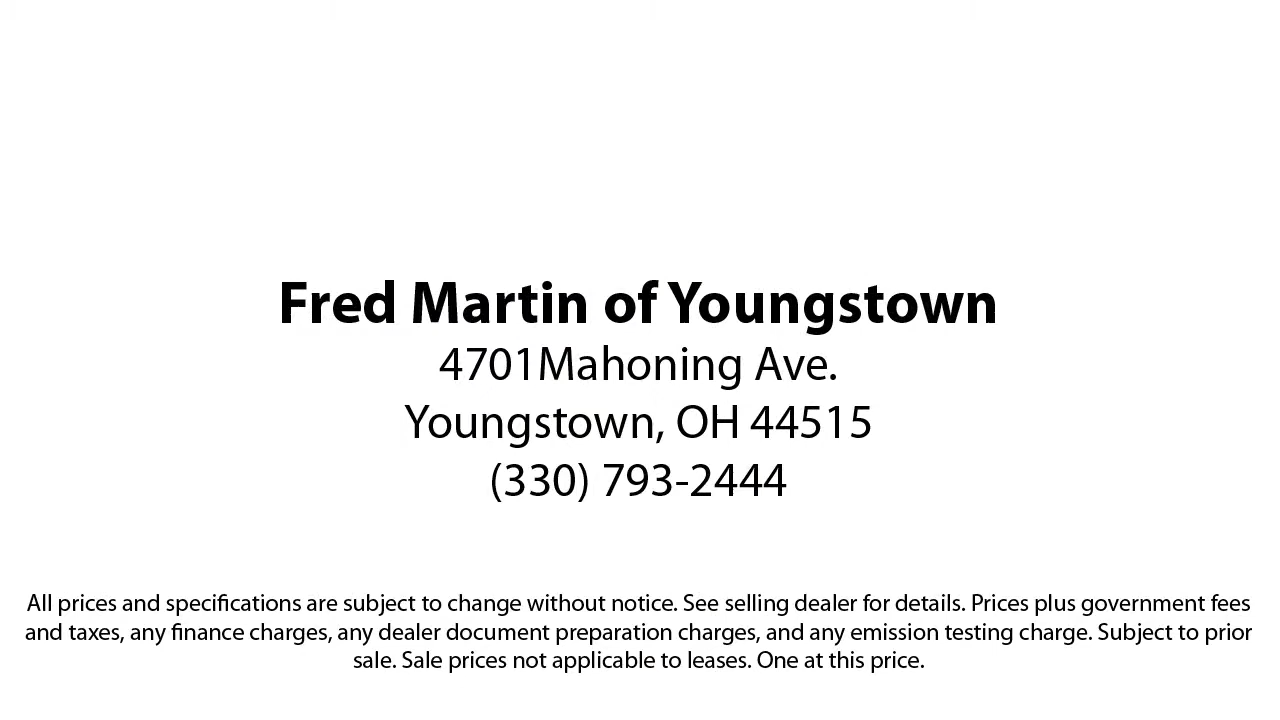 Fred Martin of Youngstown
4701Mahoning Ave.
Youngstown, OH 44515
(330) 793-2444
All prices and specifications are subject to change without notice. See selling dealer for details. Prices plus government fees
and taxes, any finance charges, any dealer document preparation charges, and any emission testing charge. Subject to prior
sale. Sale prices not applicable to leases. One at this price.